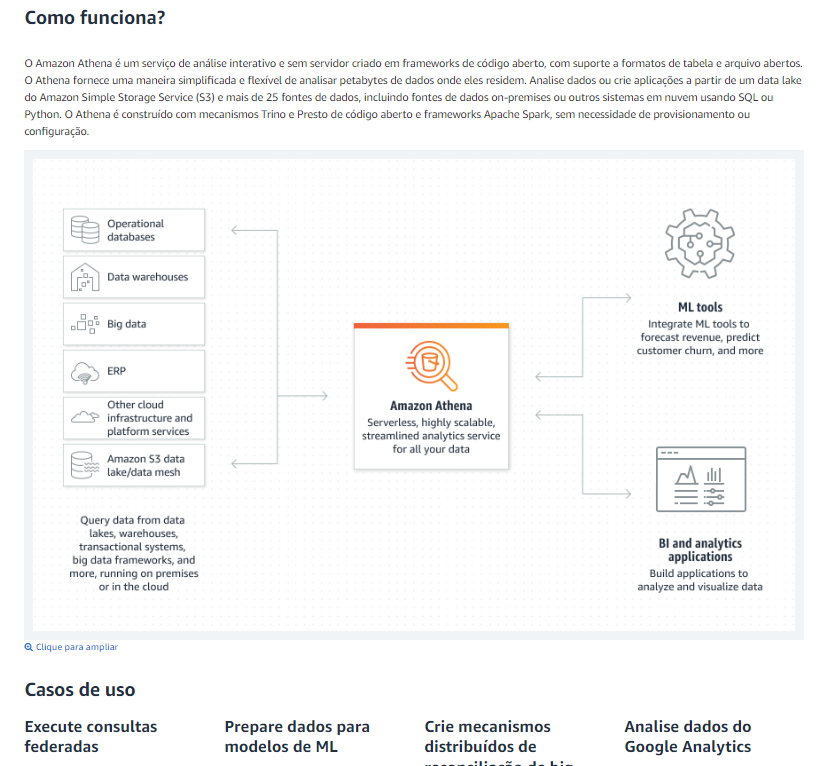 Como funciona?
O Amazon Athena é um serviço de análise interativo e sem servidor criado em frameworks de código aberto, com suporte a formatos de tabela e arquivo abertos.
O Athena fornece uma maneira simplificada e flexível de analisar petabytes de dados onde eles residem. Analise dados ou crie aplicações a partir de um data lake
do Amazon Simple Storage Service (S3) e mais de 25 fontes de dados, incluindo fontes de dados on-premises ou outros sistemas em nuvem usando SQL ou
Python. O Athena é construído com mecanismos Trino e Presto de código aberto e frameworks Apache Spark, sem necessidade de provisionamento ou
configuração.
Operational
databases
Data warehouses
Big data
ERP
Other cloud
infrastructure and
platform services
Amazon S3 data
lake/data mesh
Query data from data
lakes, warehouses,
transactional systems,
big data frameworks, and
more, running on premises
or in the cloud
Amazon Athena
Serverless, highly scalable,
streamlined analytics service
for all your data
ML tools
Integrate ML tools to
forecast revenue, predict
customer churn, and more
BI and analytics
applications
Build applications to
analyze and visualize data
Clique para ampliar
Casos de uso
Execute consultas
federadas
Prepare dados para
modelos de ML
Crie mecanismos
distribuídos de
reconciliação de big
Analise dados do
Google Analytics